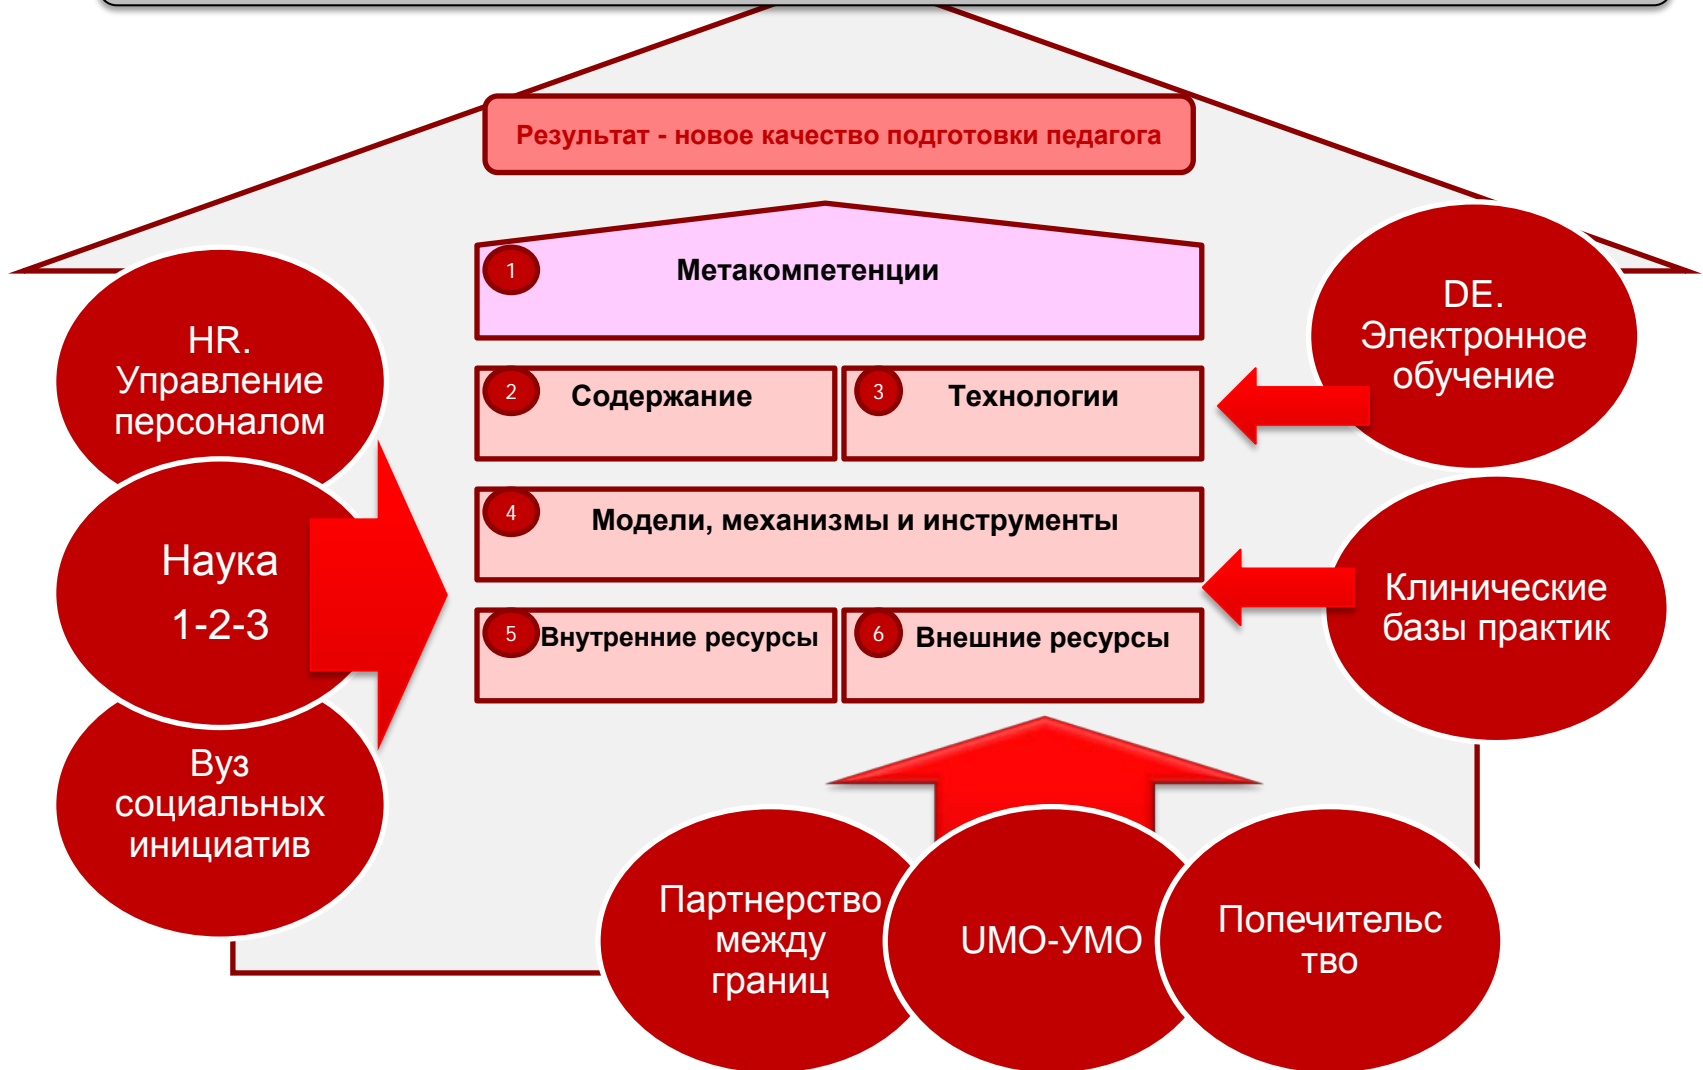 Результат - новое качество подготовки педагога
1
Метакомпетенции
2
Содержание
3
Технологии
4
Модели, механизмы и инструменты
5
Внутренние ресурсы
6
Внешние ресурсы
HR.
Управление
персоналом
Наука
1-2-3
Вуз
социальных
инициатив
DE.
Электронное
обучение
Клинические
базы практик
Партнерство
между
границ
UMO-УМО
Попечительс
тво